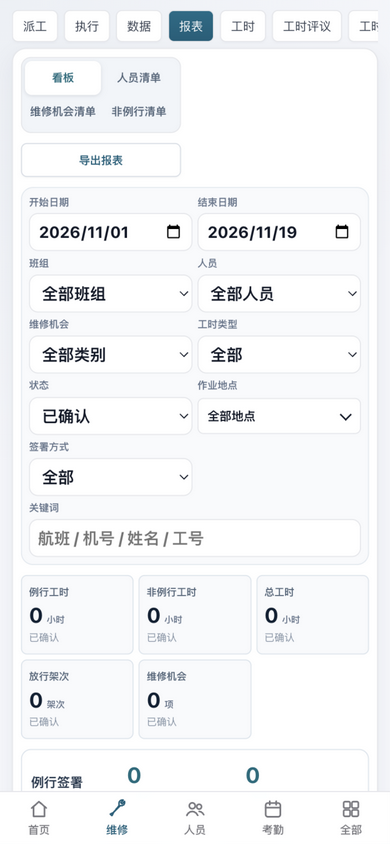 派工 执行 数据 报表 工时 工时评议
看板 人员清单
维修机会清单 非例行清单
导出报表
开始日期 结束日期
2026/11/01 2026/11/19
班组 人员
全部班组 全部人员
维修机会 工时类型
全部类别 全部
状态 作业地点
已确认 全部地点
签署方式
全部
关键词
航班 / 机号 / 姓名 / 工号
例行工时 非例行工时 总工时
0 小时 0 小时 0 小时
已确认 已确认 已确认
放行架次 维修机会
0 架次 0 项
已确认 已确认
例行签署 0 0
首页 维修 人员 考勤 全部